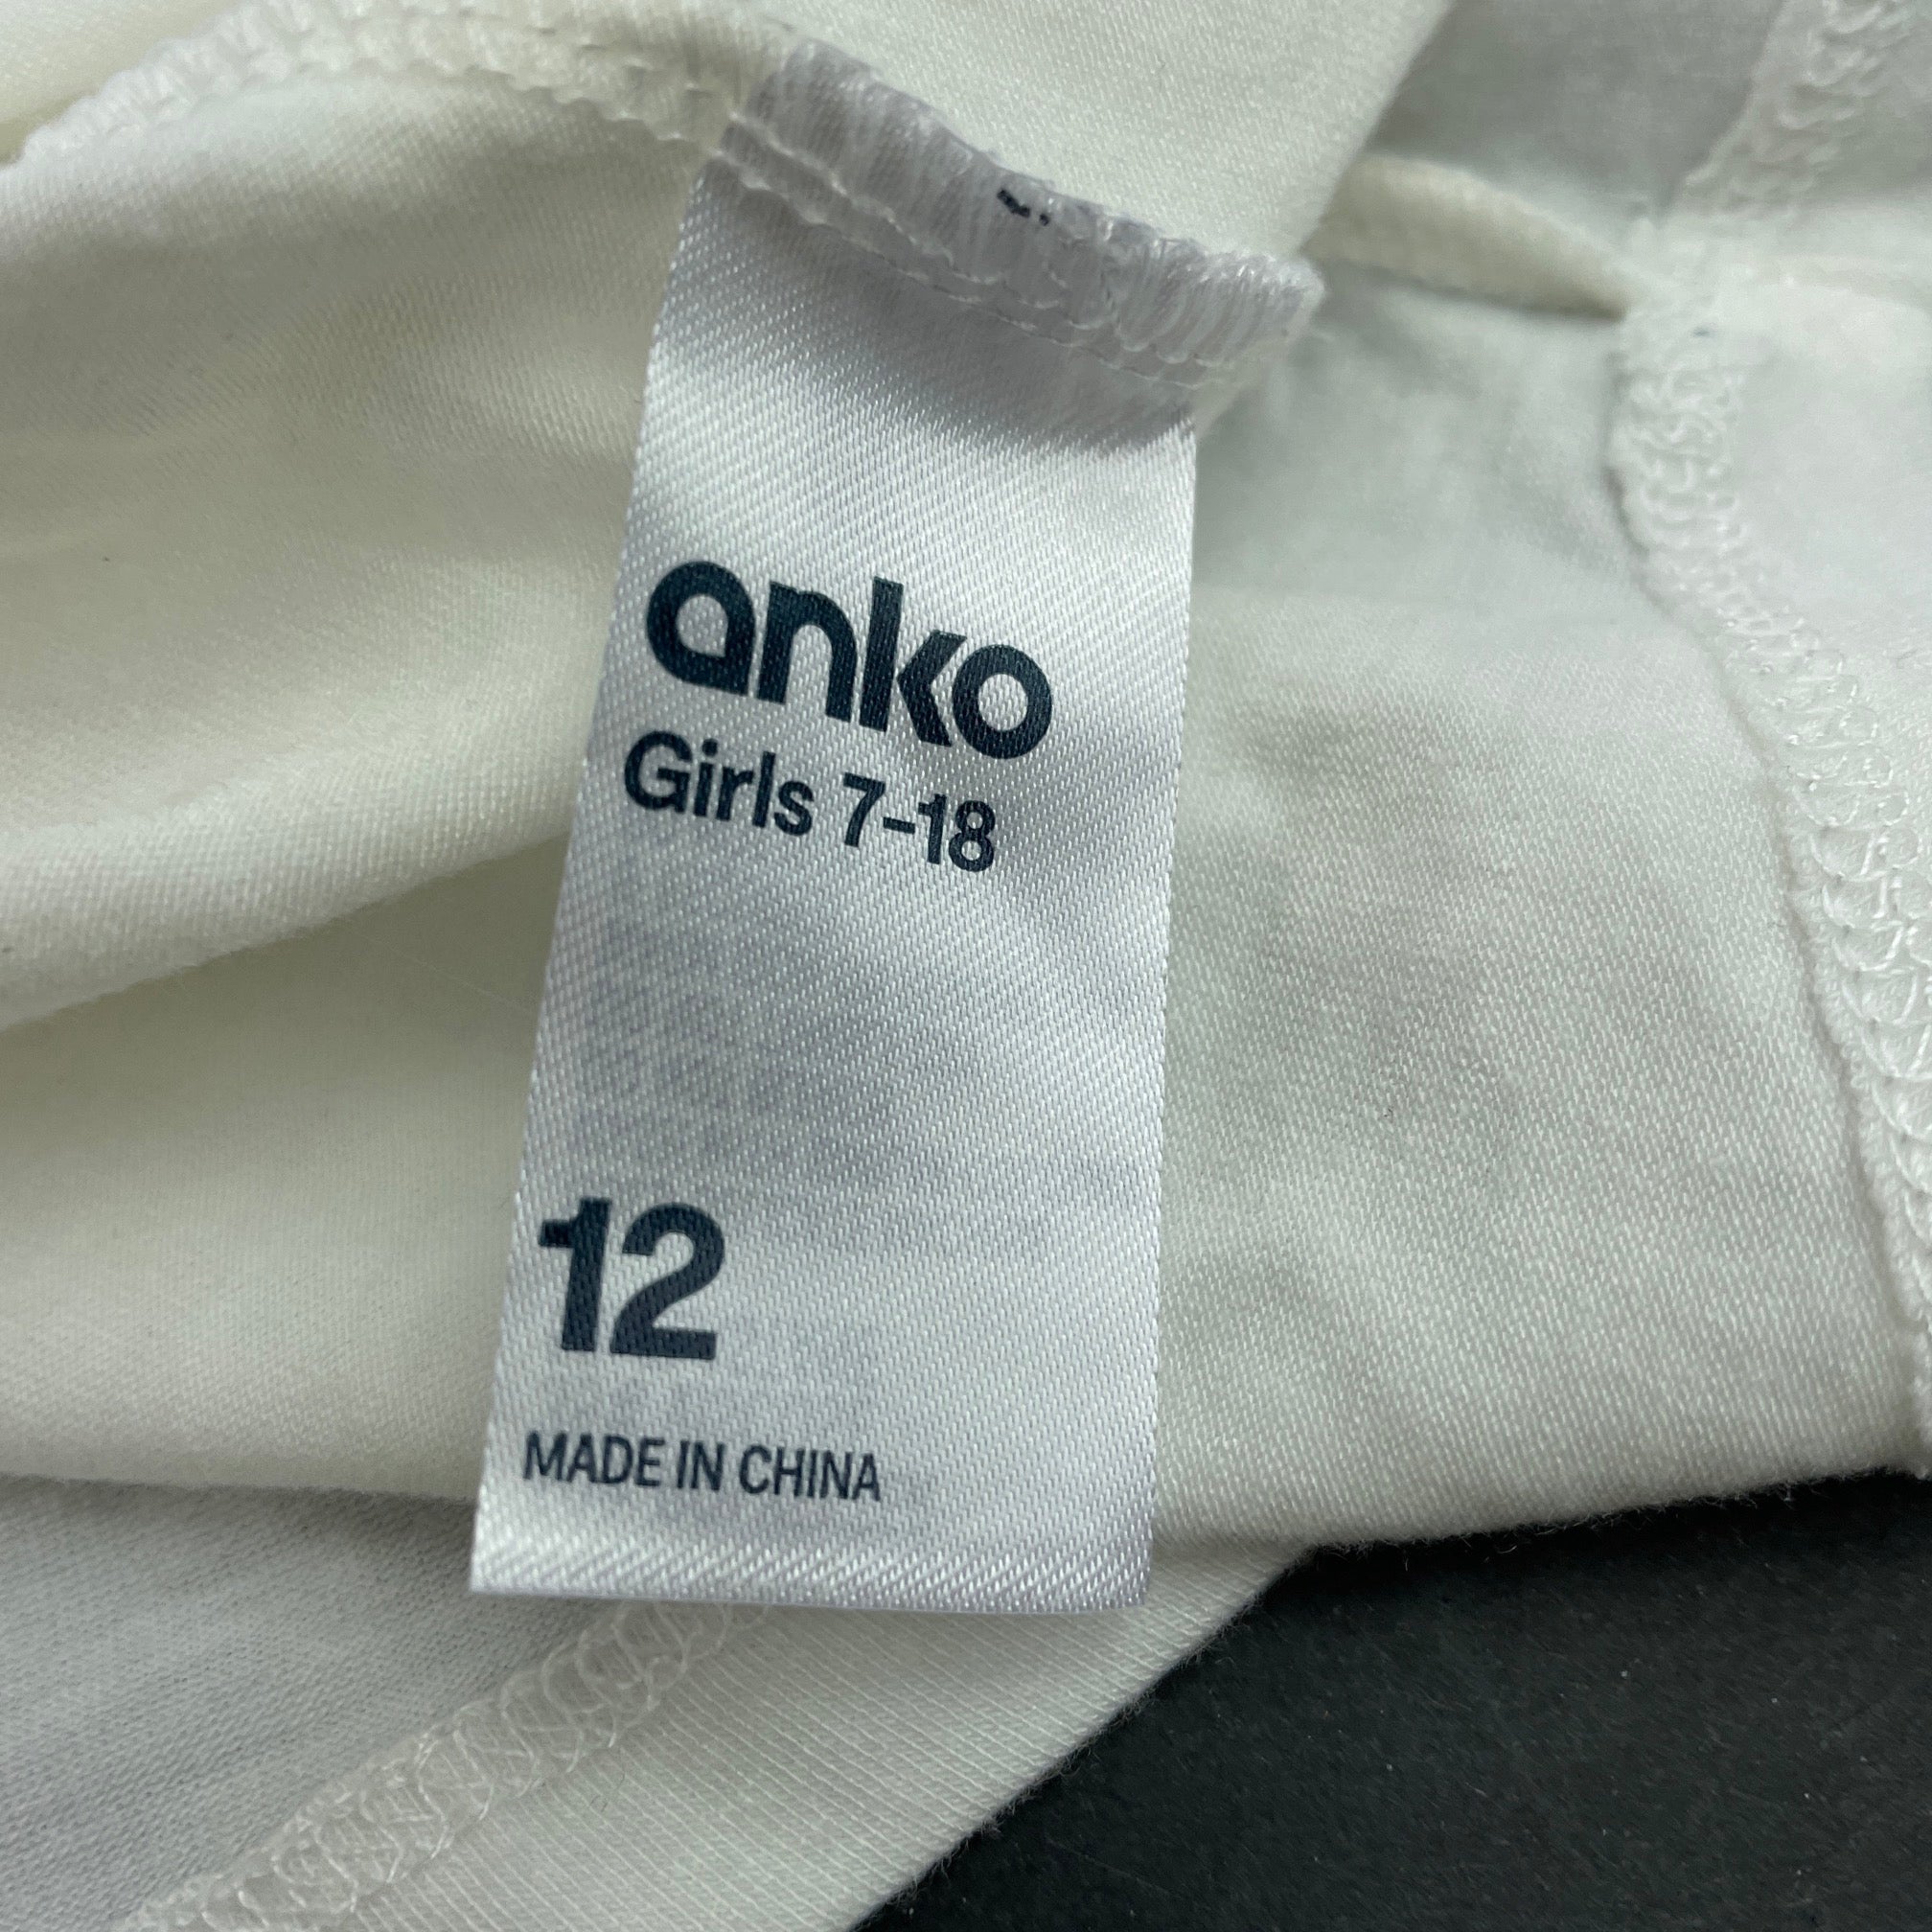 anko
Girls 7-18
12
MADE IN CHINA